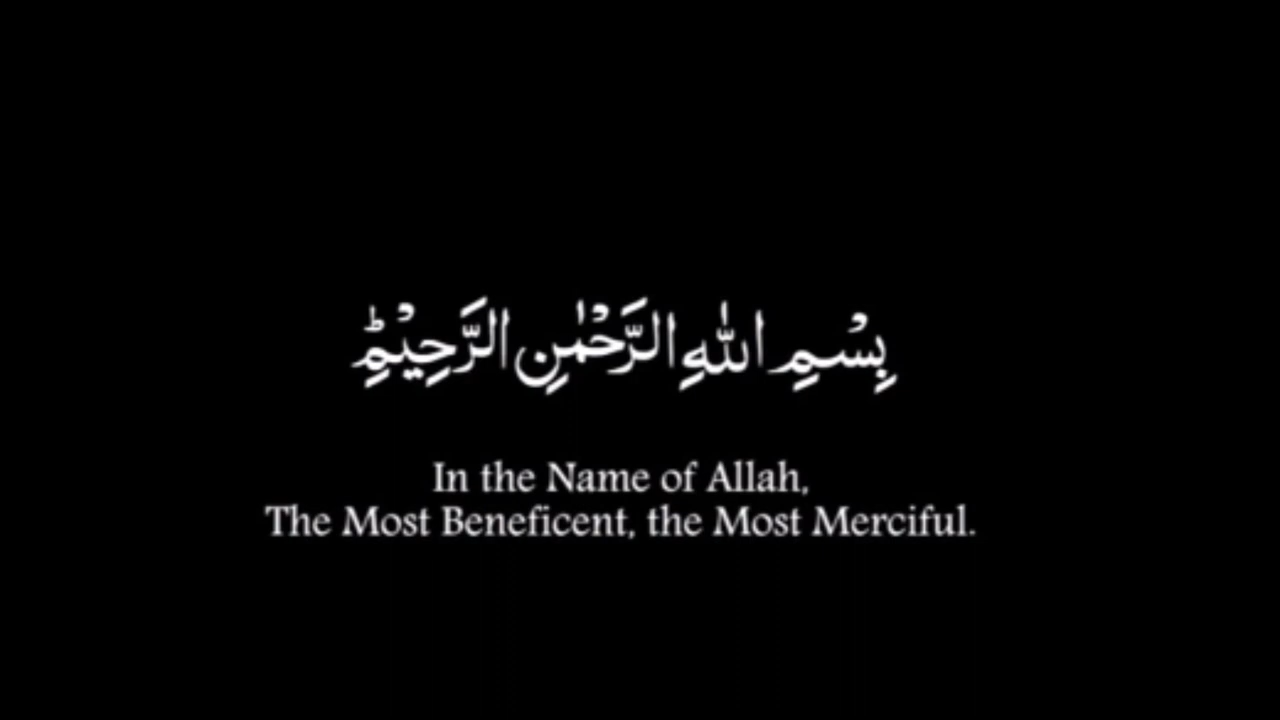 بِسْمِ اللّٰهِ الرَّحْمٰنِ الرَّحِيْمِؕ
In the Name of Allah,
The Most Beneficent, the Most Merciful.